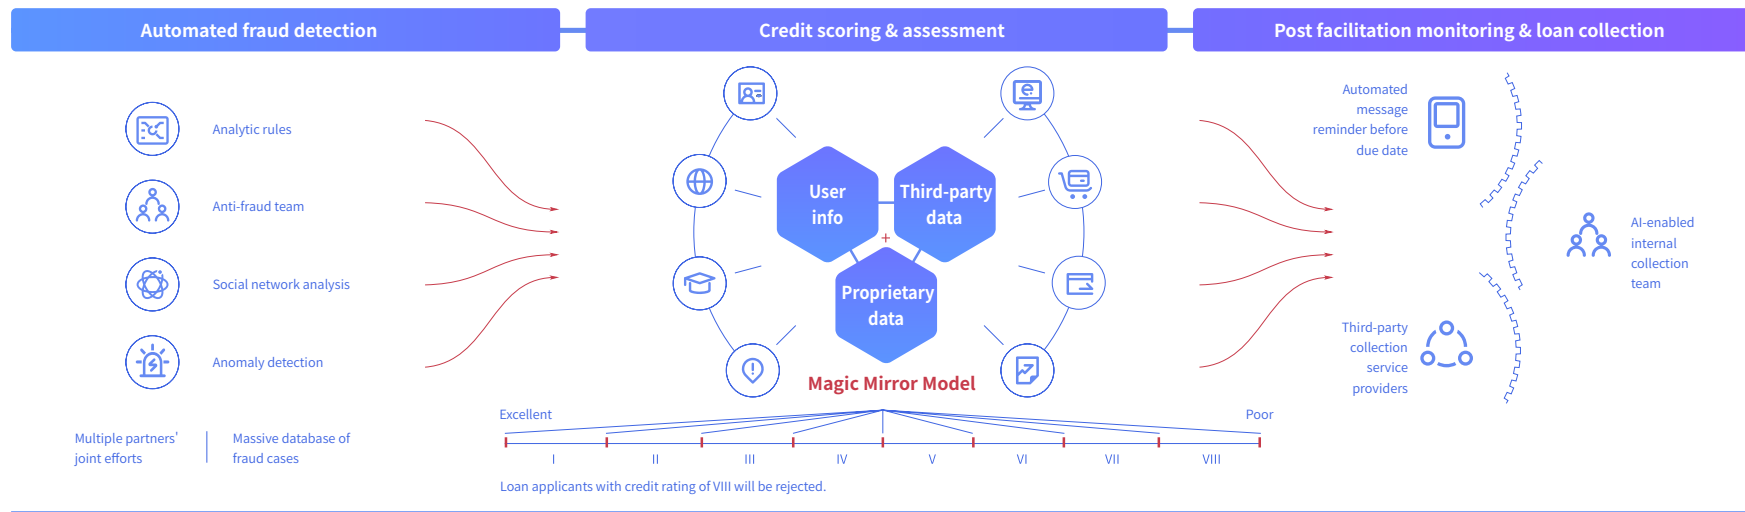 Automated fraud detection
Credit scoring & assessment
Post facilitation monitoring & loan collection
Analytic rules
Anti-fraud team
Social network analysis
Anomaly detection
Multiple partners'
joint efforts
Massive database of
fraud cases
User
info
Third-party
data
+
Proprietary
data
Magic Mirror Model
Excellent
Poor
I
II
III
IV
V
VI
VII
VIII
Loan applicants with credit rating of VIII will be rejected.
Automated
message
reminder before
due date
AI-enabled
internal
collection
team
Third-party
collection
service
providers